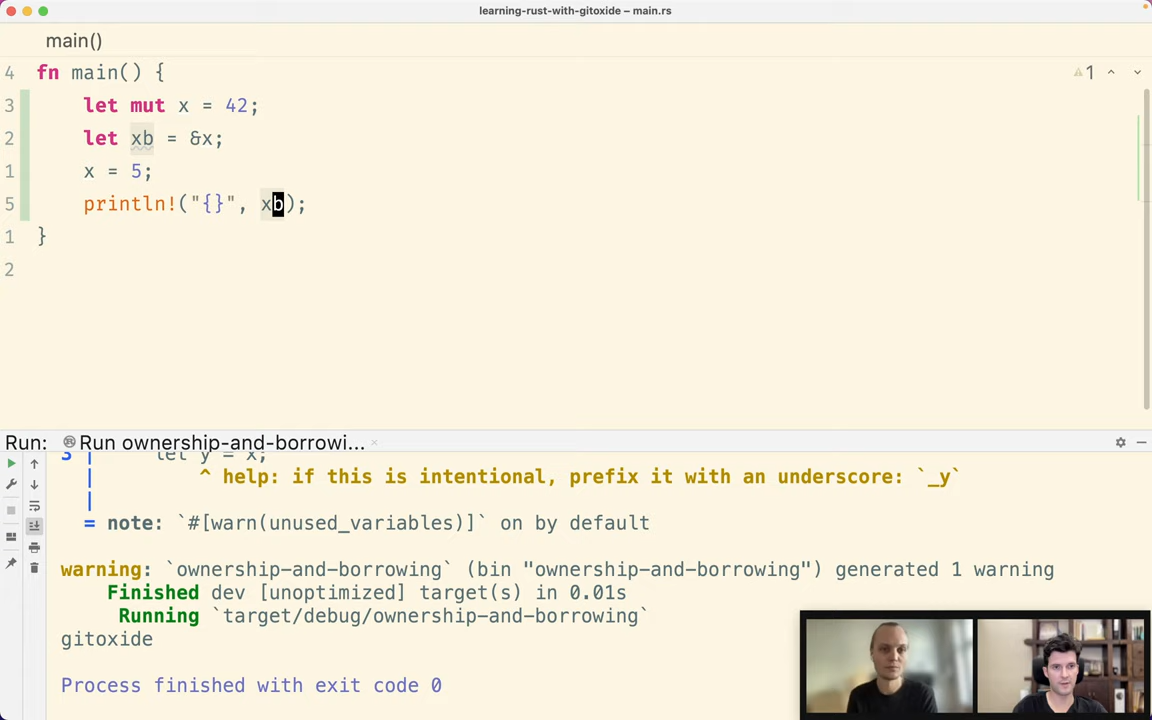 learning-rust-with-gitoxide – main.rs
main()
4 fn main() {
3 let mut x = 42;
2 let xb = &x;
1 x = 5;
5 println!("{}", xb);
1 }
2
1
Run: Run ownership-and-borrowi...
3 | let y = x;
| ^ help: if this is intentional, prefix it with an underscore: `_y`
|
= note: `#[warn(unused_variables)]` on by default
warning: `ownership-and-borrowing` (bin "ownership-and-borrowing") generated 1 warning
Finished dev [unoptimized] target(s) in 0.01s
Running `target/debug/ownership-and-borrowing`
gitoxide
Process finished with exit code 0